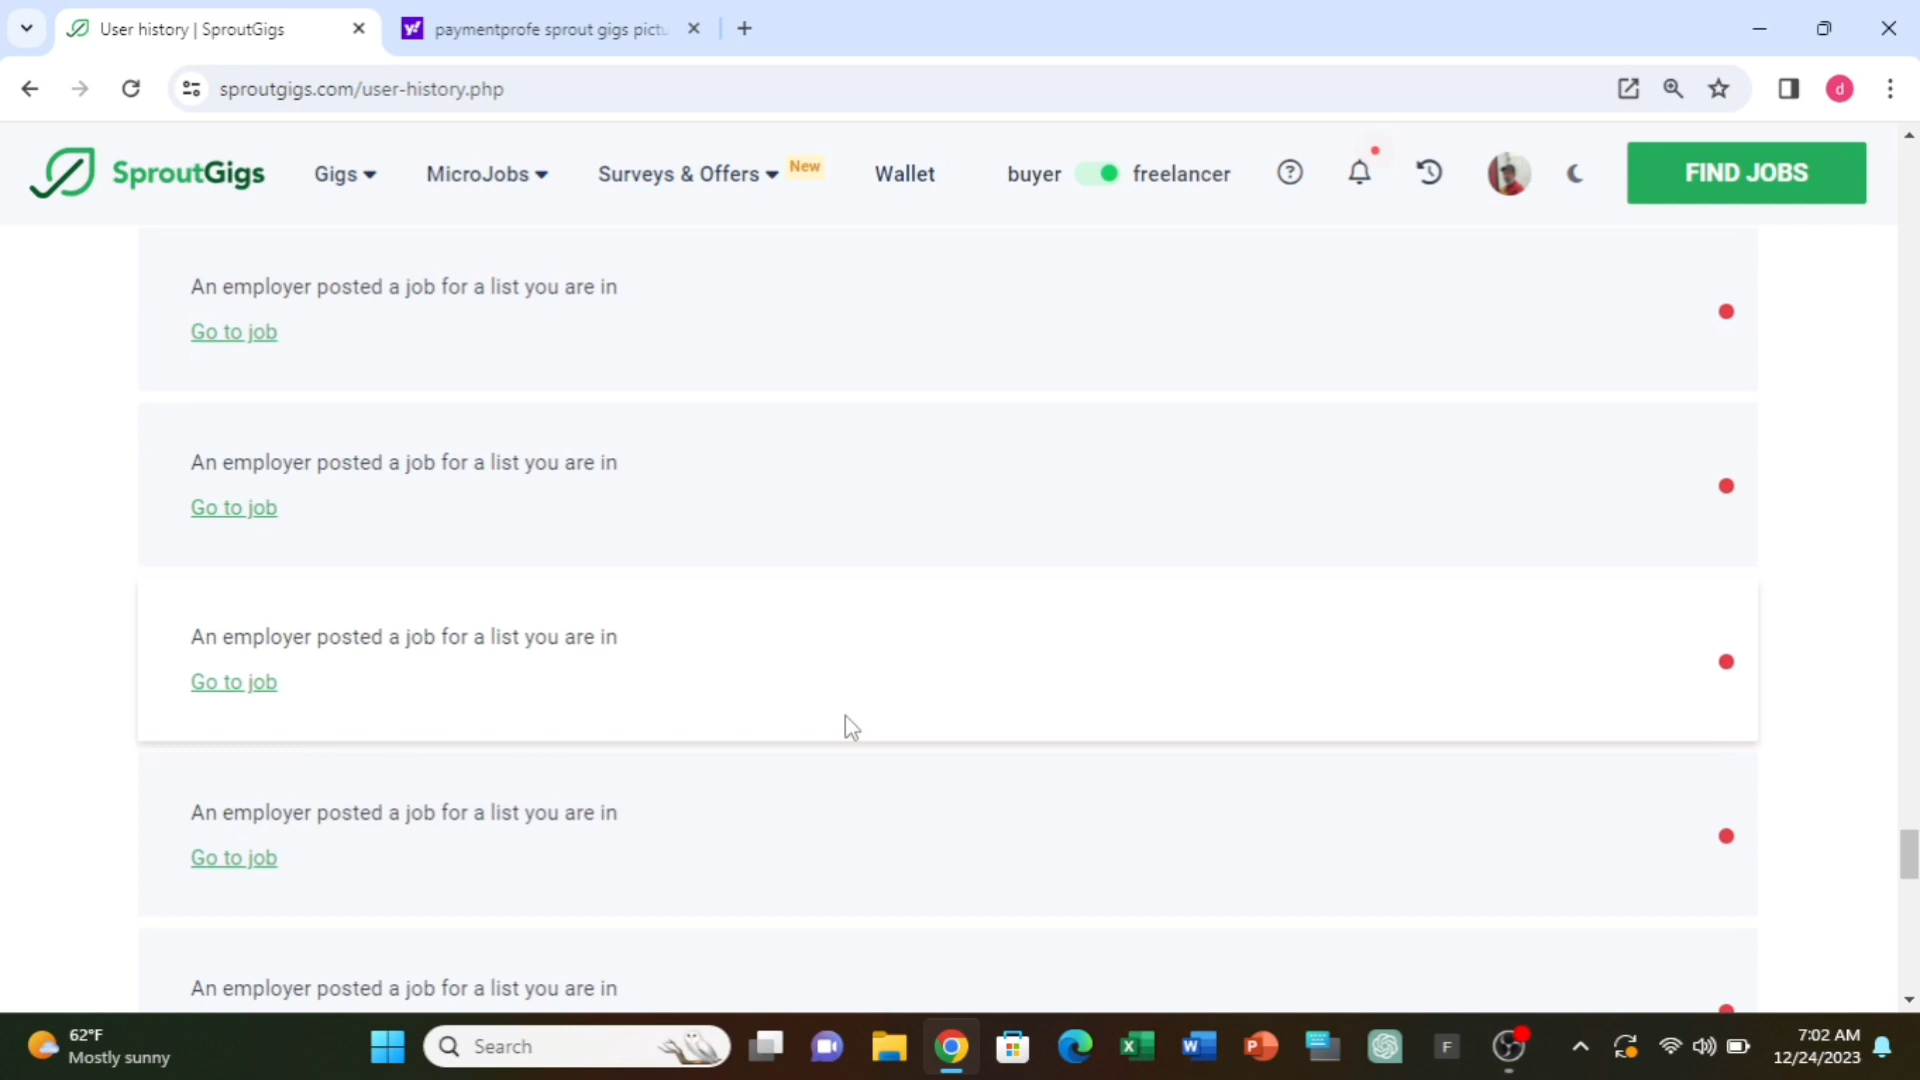 User history | SproutGigs
paymentprofe sprout gigs pictu
sproutgigs.com/user-history.php
d
SproutGigs
Gigs
MicroJobs
Surveys & Offers
New
Wallet
buyer
freelancer
FIND JOBS
An employer posted a job for a list you are in
Go to job
An employer posted a job for a list you are in
Go to job
An employer posted a job for a list you are in
Go to job
An employer posted a job for a list you are in
Go to job
An employer posted a job for a list you are in
62°F
Mostly sunny
Search
F
7:02 AM
12/24/2023